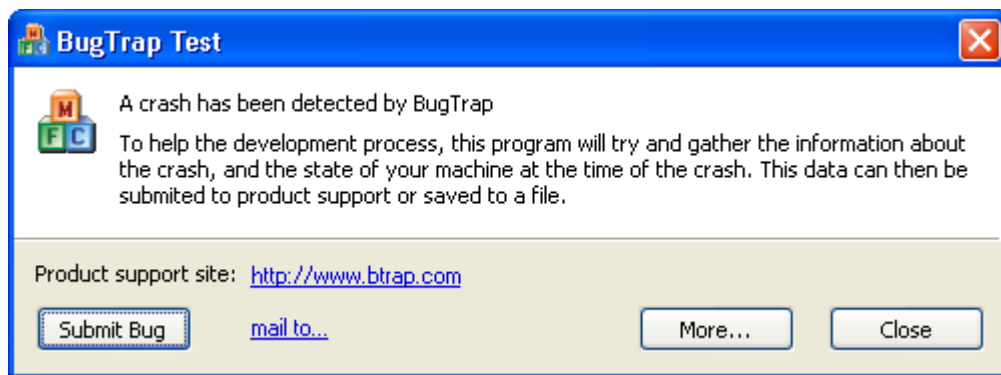 BugTrap Test
A crash has been detected by BugTrap
To help the development process, this program will try and gather the information about
the crash, and the state of your machine at the time of the crash. This data can then be
submited to product support or saved to a file.
M
F C
Product support site: http://www.btrap.com
Submit Bug mail to... More... Close